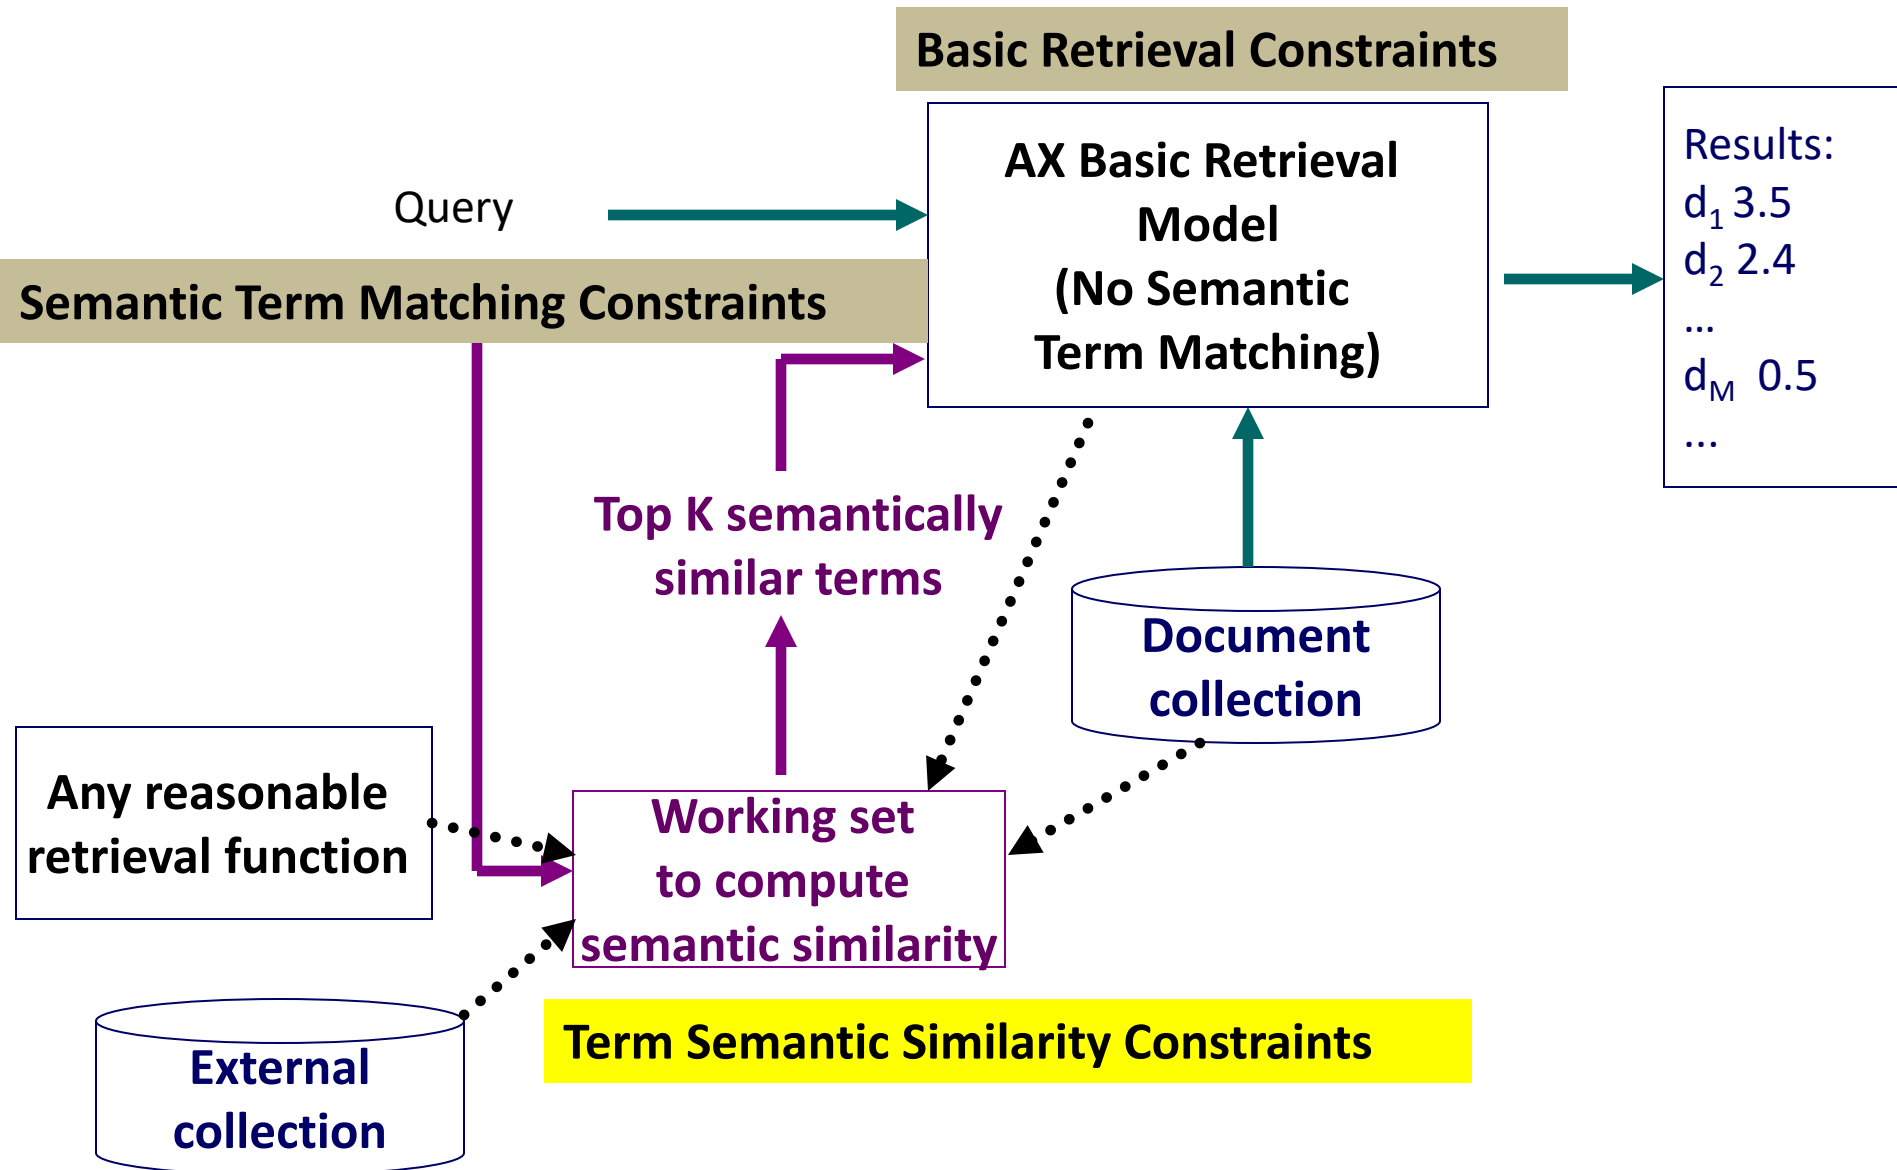 Basic Retrieval Constraints
AX Basic Retrieval
Model
(No Semantic
Term Matching)
Results:
d1 3.5
d2 2.4
...
dM 0.5
...
Query
Semantic Term Matching Constraints
Top K semantically
similar terms
Document
collection
Any reasonable
retrieval function
Working set
to compute
semantic similarity
Term Semantic Similarity Constraints
External
collection